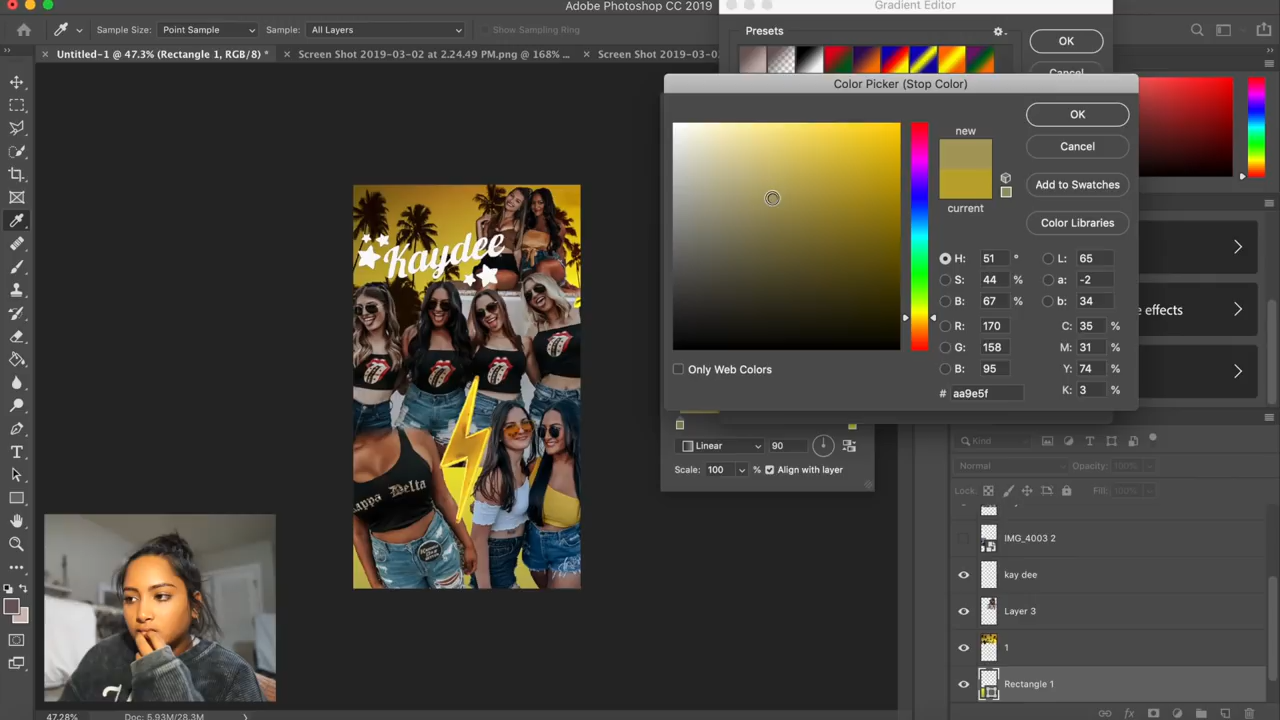 Adobe Photoshop CC 2019
Gradient Editor
Sample Size: Point Sample Sample: All Layers Show Sampling Ring
Presets
OK
Cancel
Untitled-1 @ 47.3% (Rectangle 1, RGB/8) *
Screen Shot 2019-03-02 at 2.24.49 PM.png @ 168% ...
Screen Shot 2019-03-0
Color Picker (Stop Color)
new
current
OK
Cancel
Add to Swatches
Color Libraries
H: 51 °
S: 44 %
B: 67 %
R: 170
G: 158
B: 95
L: 65
a: -2
b: 34
C: 35 %
M: 31 %
Y: 74 %
K: 3 %
# aa9e5f
Only Web Colors
e effects
Linear 90
Scale: 100 % Align with layer
Kaydee
Kappa Delta
Kind
Normal Opacity: 100%
Lock: Fill: 100%
IMG_4003 2
kay dee
Layer 3
1
Rectangle 1
47.28% Doc: 5.93M/28.3M